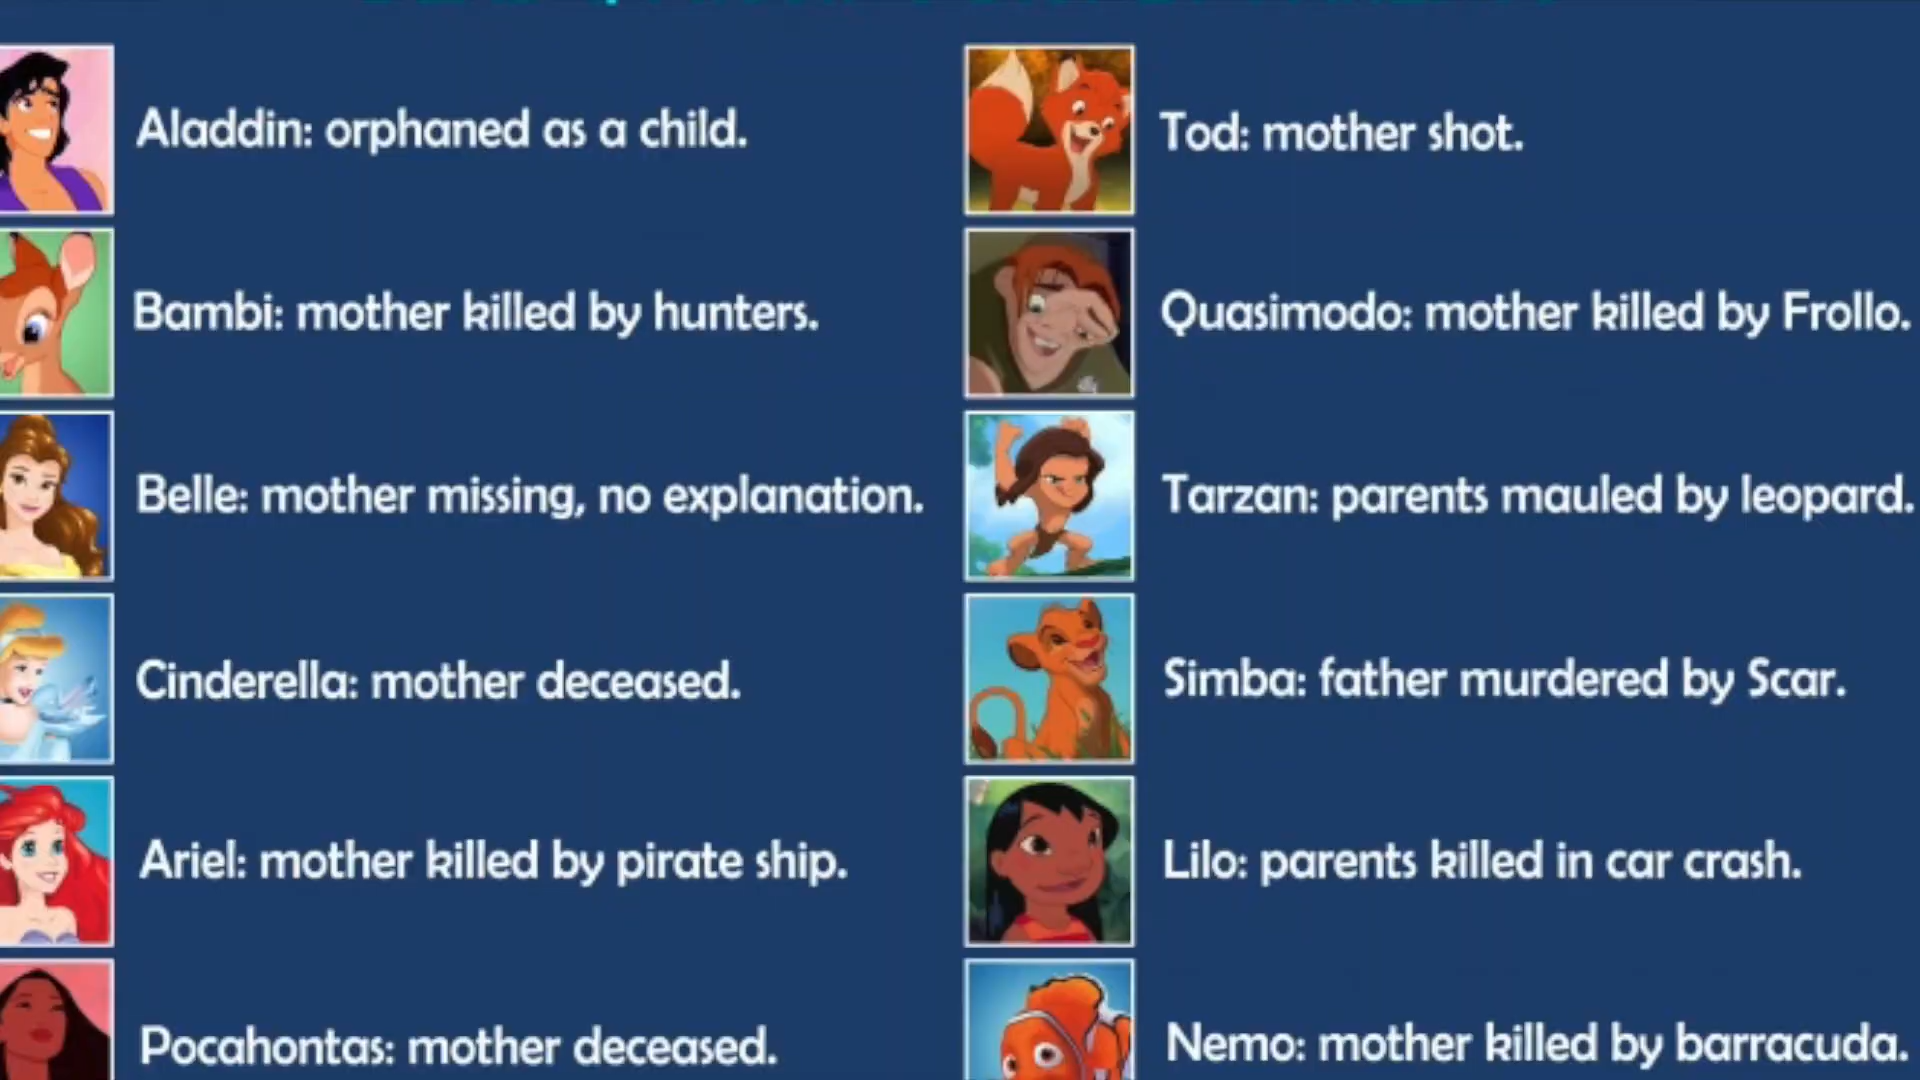 Aladdin: orphaned as a child.
Bambi: mother killed by hunters.
Belle: mother missing, no explanation.
Cinderella: mother deceased.
Ariel: mother killed by pirate ship.
Pocahontas: mother deceased.
Tod: mother shot.
Quasimodo: mother killed by Frollo.
Tarzan: parents mauled by leopard.
Simba: father murdered by Scar.
Lilo: parents killed in car crash.
Nemo: mother killed by barracuda.